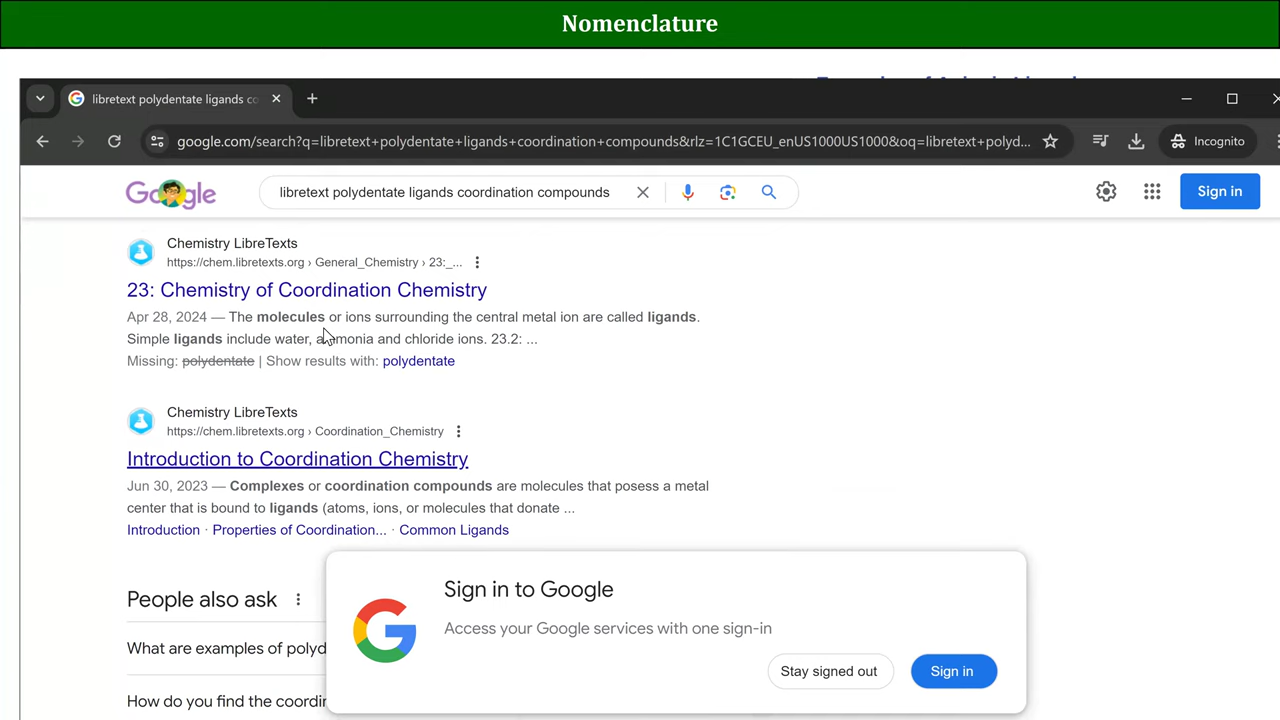 Nomenclature
libretext polydentate ligands co
google.com/search?q=libretext+polydentate+ligands+coordination+compounds&rlz=1C1GCEU_enUS1000US1000&oq=libretext+polyd...
Incognito
Google
libretext polydentate ligands coordination compounds
Sign in
Chemistry LibreTexts
https://chem.libretexts.org › General_Chemistry › 23:_...
23: Chemistry of Coordination Chemistry
Apr 28, 2024 — The molecules or ions surrounding the central metal ion are called ligands.
Simple ligands include water, ammonia and chloride ions. 23.2: ...
Missing: polydentate | Show results with: polydentate
Chemistry LibreTexts
https://chem.libretexts.org › Coordination_Chemistry
Introduction to Coordination Chemistry
Jun 30, 2023 — Complexes or coordination compounds are molecules that posess a metal
center that is bound to ligands (atoms, ions, or molecules that donate ...
Introduction · Properties of Coordination... · Common Ligands
People also ask
What are examples of polyd
How do you find the coordin
Sign in to Google
Access your Google services with one sign-in
Stay signed out
Sign in